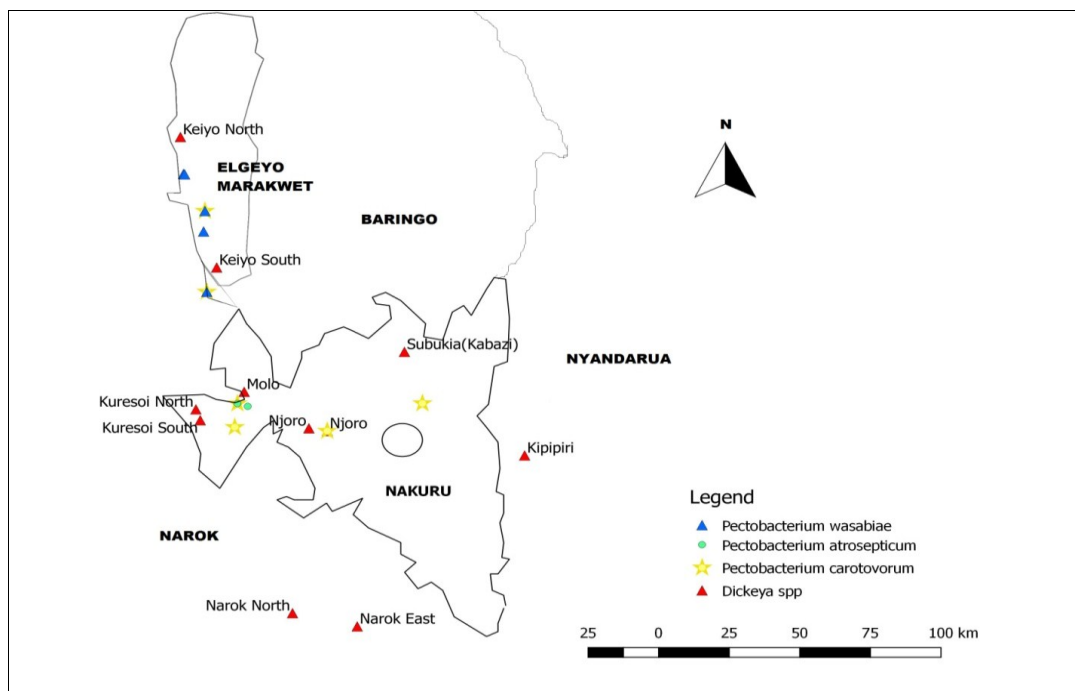 N
Keiyo North
ELGEYO
MARAKWET
BARINGO
Keiyo South
Subukia(Kabazi)
NYANDARUA
Molo
Kuresoi North
Njoro
Njoro
Kuresoi South
Kipipiri
NAKURU
Legend
Pectobacterium wasabiae
NAROK
Pectobacterium atrosepticum
Pectobacterium carotovorum
Dickeya spp
Narok North
Narok East
25 0 25 50 75 100 km